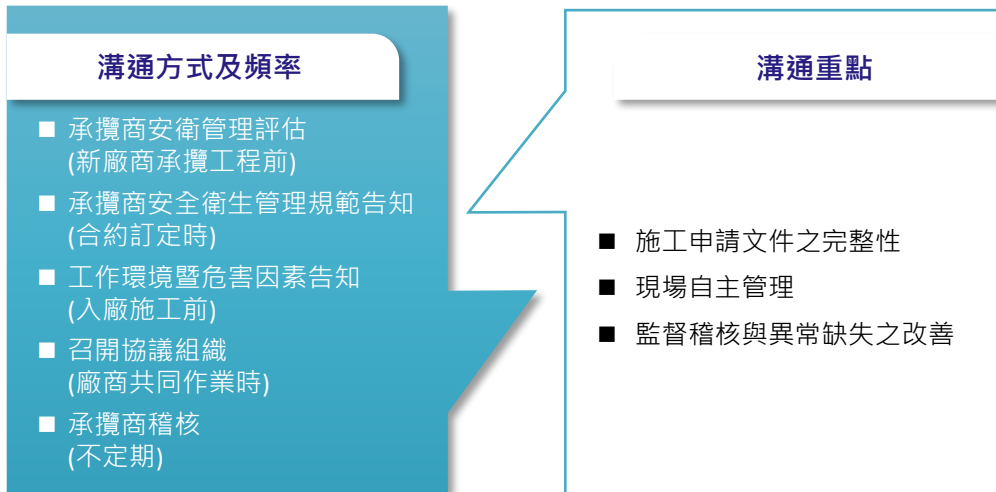 溝通方式及頻率
■ 承攬商安衛管理評估
(新廠商承攬工程前)
■ 承攬商安全衛生管理規範告知
(合約訂定時)
■ 工作環境暨危害因素告知
(入廠施工前)
■ 召開協議組織
(廠商共同作業時)
■ 承攬商稽核
(不定期)
溝通重點
■ 施工申請文件之完整性
■ 現場自主管理
■ 監督稽核與異常缺失之改善